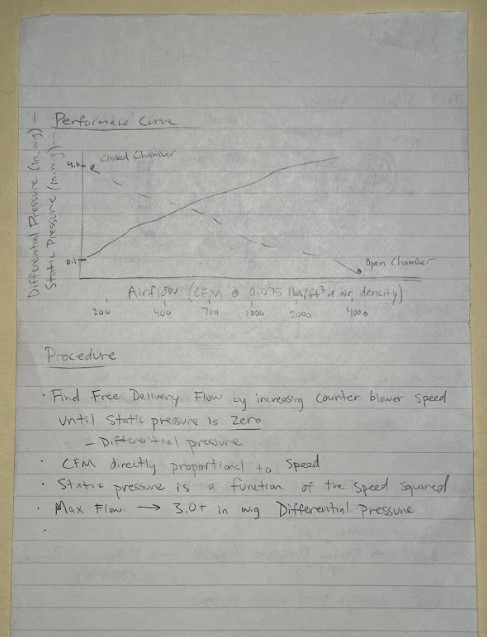 Performance Curve
Differential Pressure (in. wg) —
Static Pressure (in. w.g) --
4.0
Closed Chamber
0.1
Open Chamber
Airflow (CFM @ 0.075 lbs/ft³ air density)
200 400 700 1000 2000 4000
Procedure
· Find Free Delivery Flow by increasing Counter blower speed
until Static pressure is Zero
– Differential pressure
· CFM directly proportional to Speed
· Static pressure is a function of the Speed squared
· Max Flow → 3.0+ in wg Differential Pressure
·